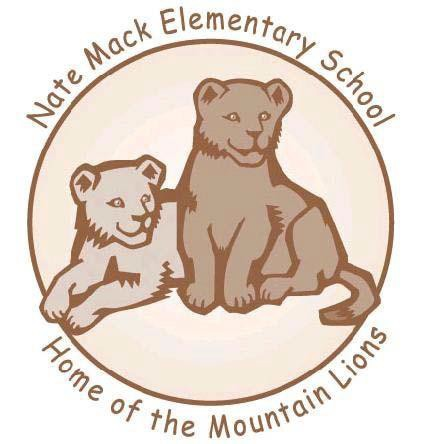 Nate Mack Elementary School
Home of the Mountain Lions